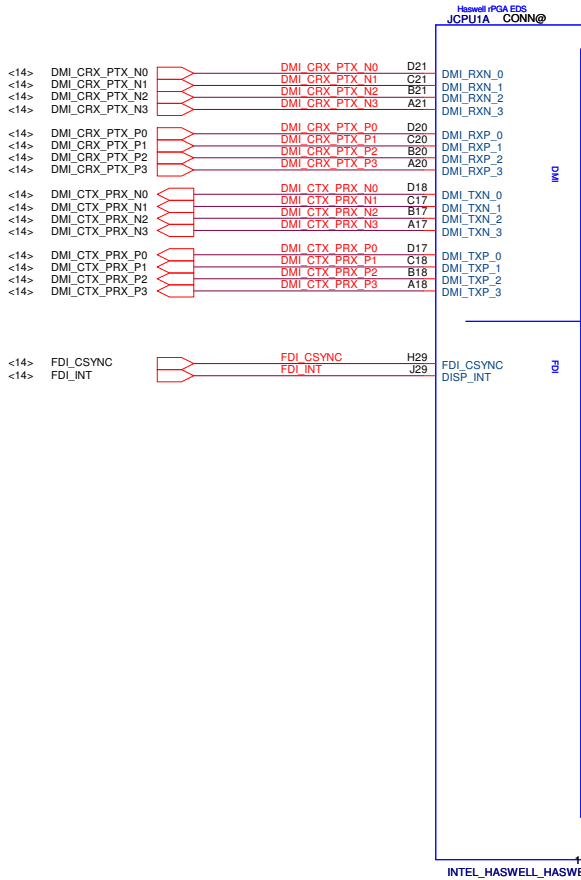 Haswell rPGA EDS
JCPU1A CONN@
<14> DMI_CRX_PTX_N0 DMI_CRX_PTX_N0 D21 DMI_RXN_0
<14> DMI_CRX_PTX_N1 DMI_CRX_PTX_N1 C21 DMI_RXN_1
<14> DMI_CRX_PTX_N2 DMI_CRX_PTX_N2 B21 DMI_RXN_2
<14> DMI_CRX_PTX_N3 DMI_CRX_PTX_N3 A21 DMI_RXN_3
<14> DMI_CRX_PTX_P0 DMI_CRX_PTX_P0 D20 DMI_RXP_0
<14> DMI_CRX_PTX_P1 DMI_CRX_PTX_P1 C20 DMI_RXP_1
<14> DMI_CRX_PTX_P2 DMI_CRX_PTX_P2 B20 DMI_RXP_2
<14> DMI_CRX_PTX_P3 DMI_CRX_PTX_P3 A20 DMI_RXP_3
DMI
<14> DMI_CTX_PRX_N0 DMI_CTX_PRX_N0 D18 DMI_TXN_0
<14> DMI_CTX_PRX_N1 DMI_CTX_PRX_N1 C17 DMI_TXN_1
<14> DMI_CTX_PRX_N2 DMI_CTX_PRX_N2 B17 DMI_TXN_2
<14> DMI_CTX_PRX_N3 DMI_CTX_PRX_N3 A17 DMI_TXN_3
<14> DMI_CTX_PRX_P0 DMI_CTX_PRX_P0 D17 DMI_TXP_0
<14> DMI_CTX_PRX_P1 DMI_CTX_PRX_P1 C18 DMI_TXP_1
<14> DMI_CTX_PRX_P2 DMI_CTX_PRX_P2 B18 DMI_TXP_2
<14> DMI_CTX_PRX_P3 DMI_CTX_PRX_P3 A18 DMI_TXP_3
<14> FDI_CSYNC FDI_CSYNC H29 FDI_CSYNC
FDI
<14> FDI_INT FDI_INT J29 DISP_INT
1
INTEL_HASWELL_HASWE